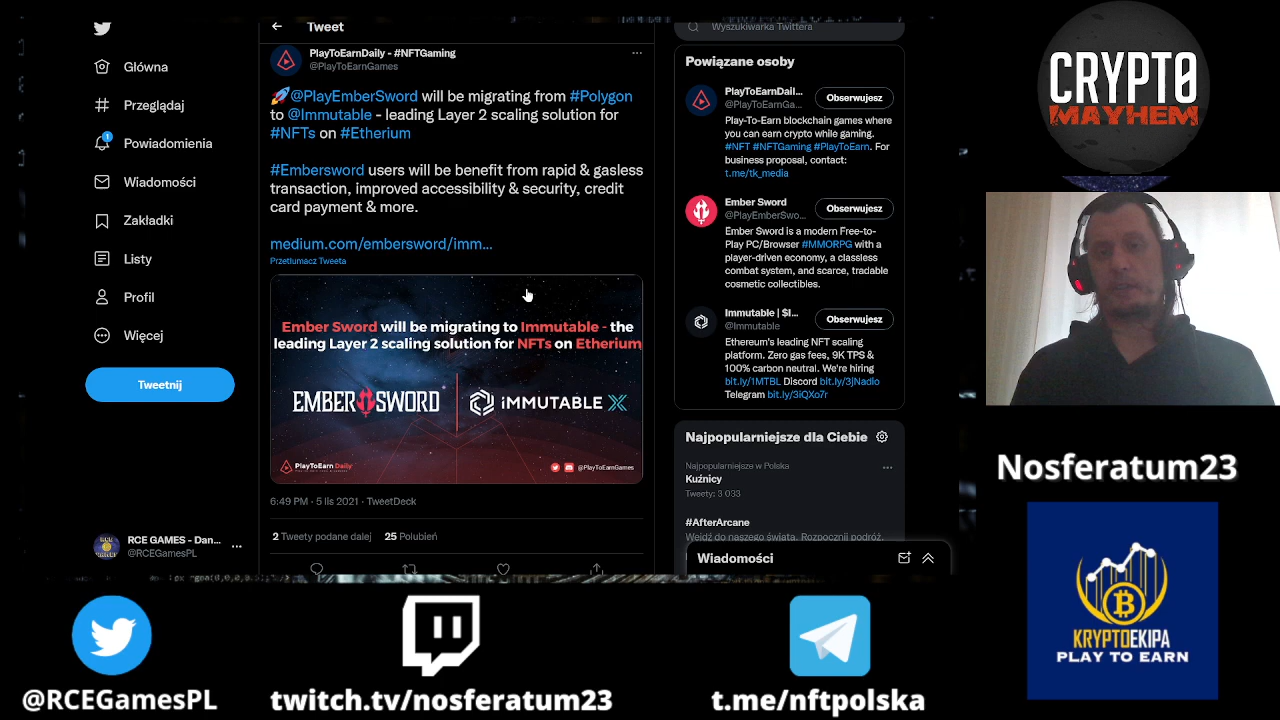 Tweet
Główna
Przeglądaj
1
Powiadomienia
Wiadomości
Zakładki
Listy
Profil
Więcej
Tweetnij
RCE GAMES - Dan...
@RCEGamesPL
PlayToEarnDaily - #NFTGaming
@PlayToEarnGames
🚀@PlayEmberSword will be migrating from #Polygon
to @Immutable - leading Layer 2 scaling solution for
#NFTs on #Etherium
#Embersword users will be benefit from rapid & gasless
transaction, improved accessibility & security, credit
card payment & more.
medium.com/embersword/imm...
Przetłumacz Tweeta
Ember Sword will be migrating to Immutable - the
leading Layer 2 scaling solution for NFTs on Etherium
EMBER SWORD
iMMUTABLE X
PlayToEarn Daily
@PlayToEarnGames
6:49 PM · 5 lis 2021 · TweetDeck
2 Tweety podane dalej 25 Polubień
Wyszukiwarka Twittera
Powiązane osoby
PlayToEarnDail...
@PlayToEarnGa...
Obserwujesz
Play-To-Earn blockchain games where
you can earn crypto while gaming.
#NFT #NFTGaming #PlayToEarn. For
business proposal, contact:
t.me/tk_media
Ember Sword
@PlayEmberSwo...
Obserwujesz
Ember Sword is a modern Free-to-
Play PC/Browser #MMORPG with a
player-driven economy, a classless
combat system, and scarce, tradable
cosmetic collectibles.
Immutable | $I...
@Immutable
Obserwujesz
Ethereum's leading NFT scaling
platform. Zero gas fees, 9K TPS &
100% carbon neutral. We're hiring
bit.ly/1MTBL Discord bit.ly/3jNadio
Telegram bit.ly/3iQXo7r
Najpopularniejsze dla Ciebie
Najpopularniejsze w Polska
Kuźnicy
Tweety: 3 033
#AfterArcane
Wejdź do naszego świata. Rozpocznij podróż.
Wiadomości
CRYPTO
MAYHEM
Nosferatum23
KRYPTOEKIPA
PLAY TO EARN
@RCEGamesPL
twitch.tv/nosferatum23
t.me/nftpolska